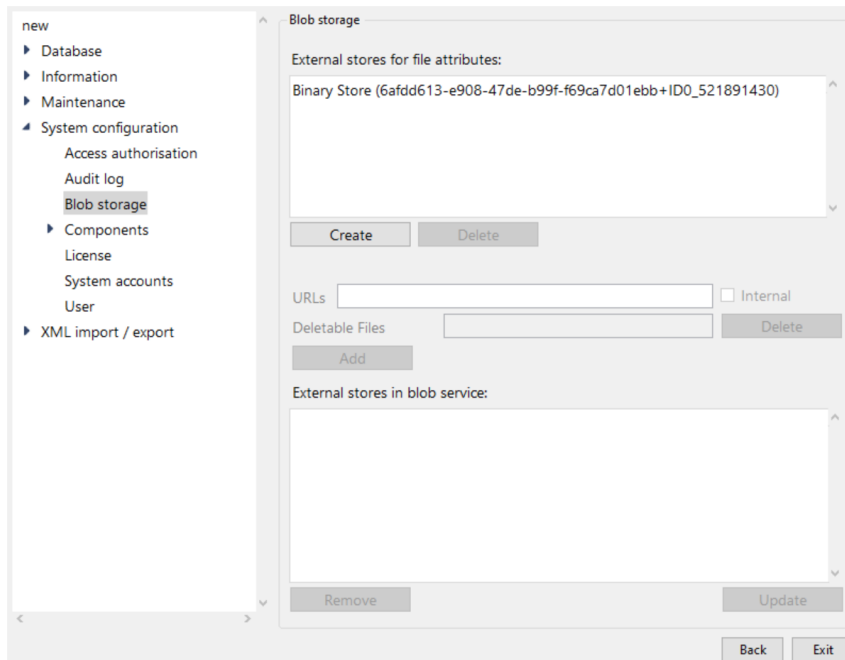 new
Database
Information
Maintenance
System configuration
Access authorisation
Audit log
Blob storage
Components
License
System accounts
User
XML import / export
Blob storage
External stores for file attributes:
Binary Store (6afdd613-e908-47de-b99f-f69ca7d01ebb+ID0_521891430)
Create Delete
URLs Internal
Deletable Files Delete
Add
External stores in blob service:
Remove Update
Back Exit